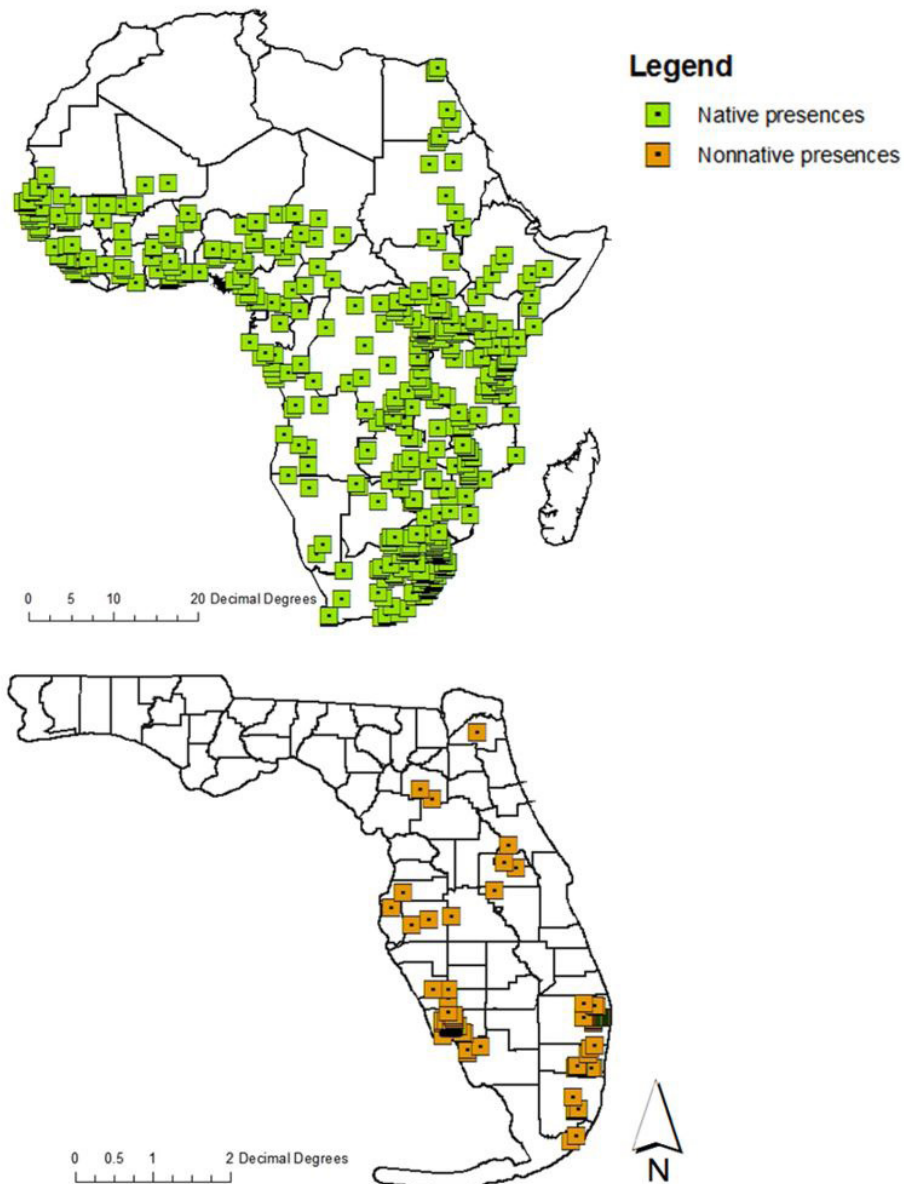 Legend
Native presences
Nonnative presences
0 5 10 20 Decimal Degrees
0 0.5 1 2 Decimal Degrees
N